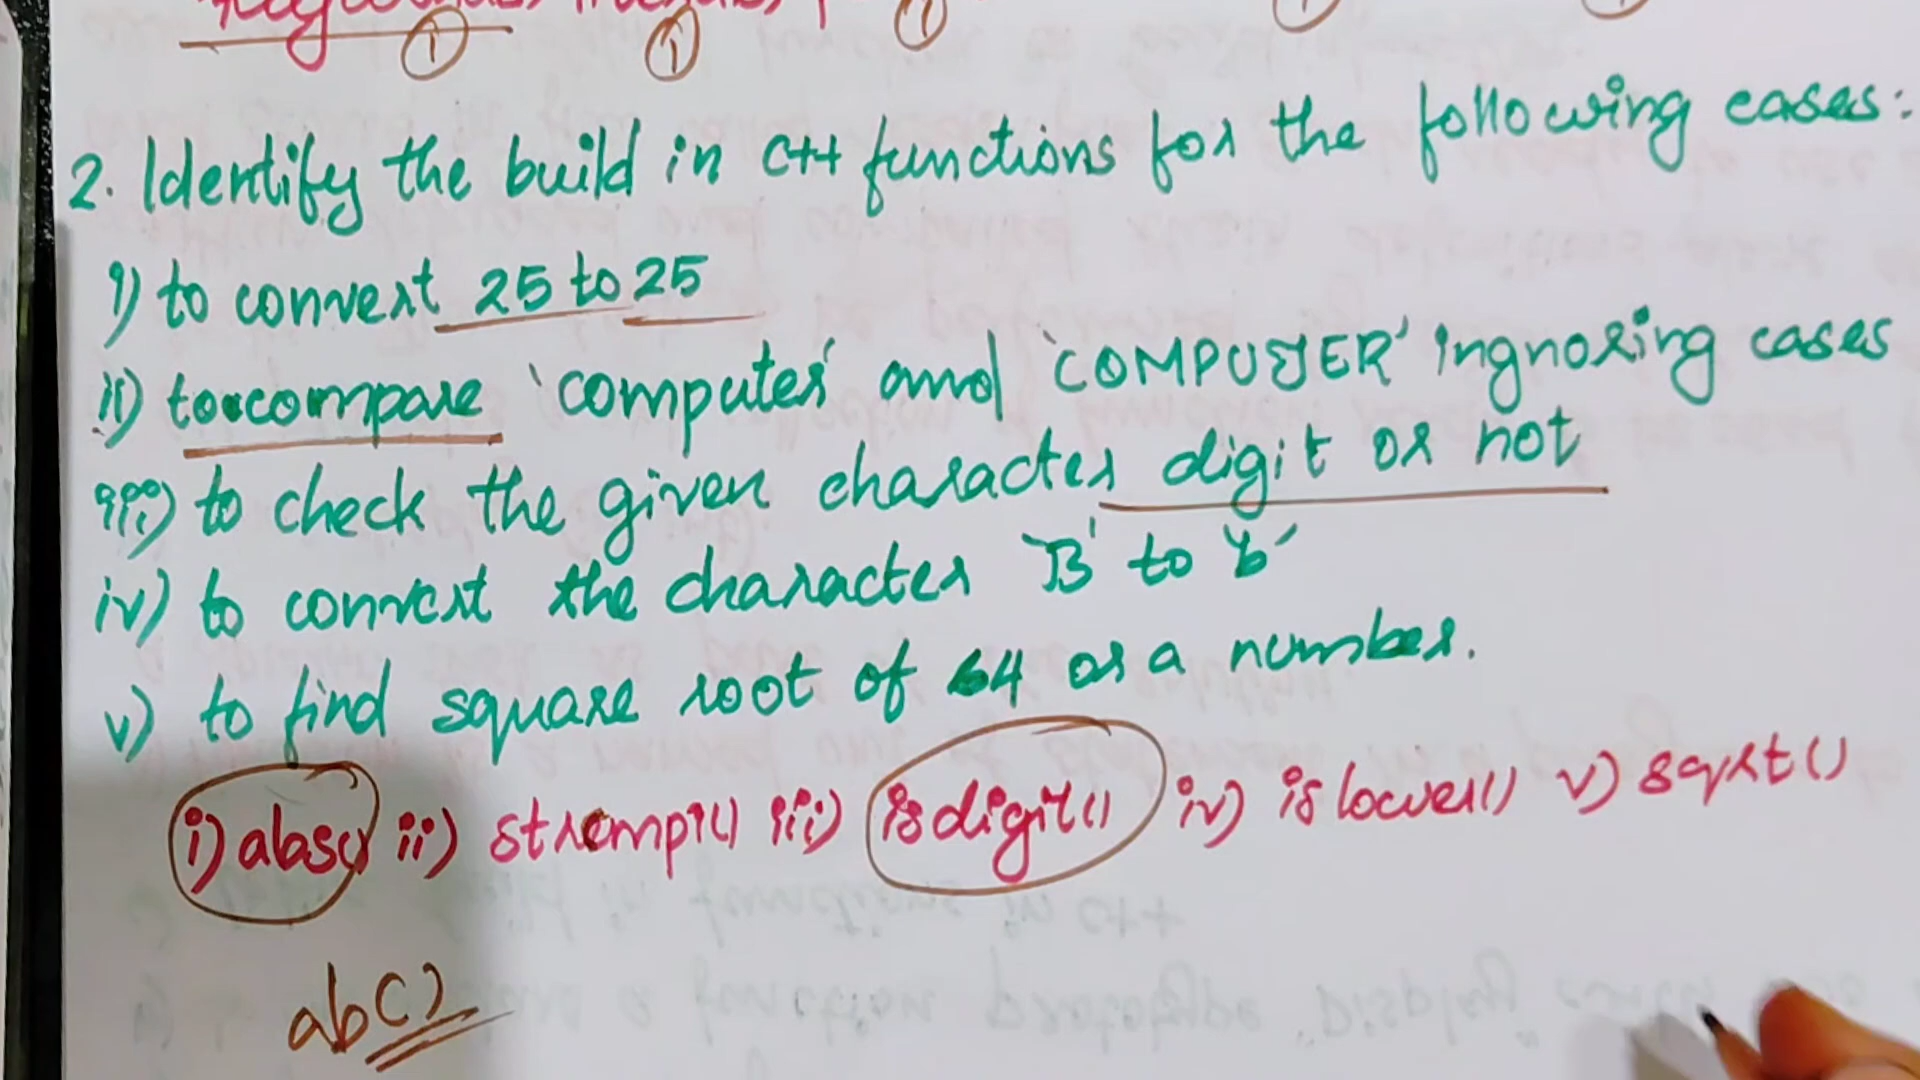 2. Identify the build in C++ functions for the following cases:
i) to convert 25 to 25
ii) to compare 'computer' and 'COMPUTER' ingnoring cases
iii) to check the given character digit or not
iv) to convert the character 'B' to 'b'
v) to find square root of 64 or a number.
i) abs() ii) strcmpi() iii) isdigit() iv) islower() v) sqrt()
abc)